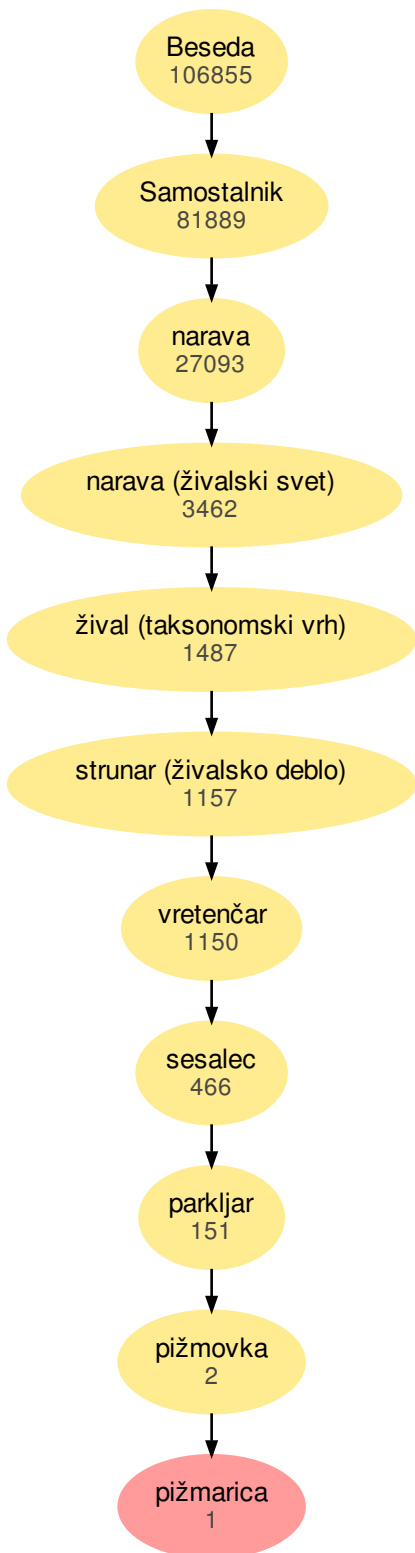 Beseda
106855
Samostalnik
81889
narava
27093
narava (živalski svet)
3462
žival (taksonomski vrh)
1487
strunar (živalsko deblo)
1157
vretenčar
1150
sesalec
466
parkljar
151
pižmovka
2
pižmarica
1